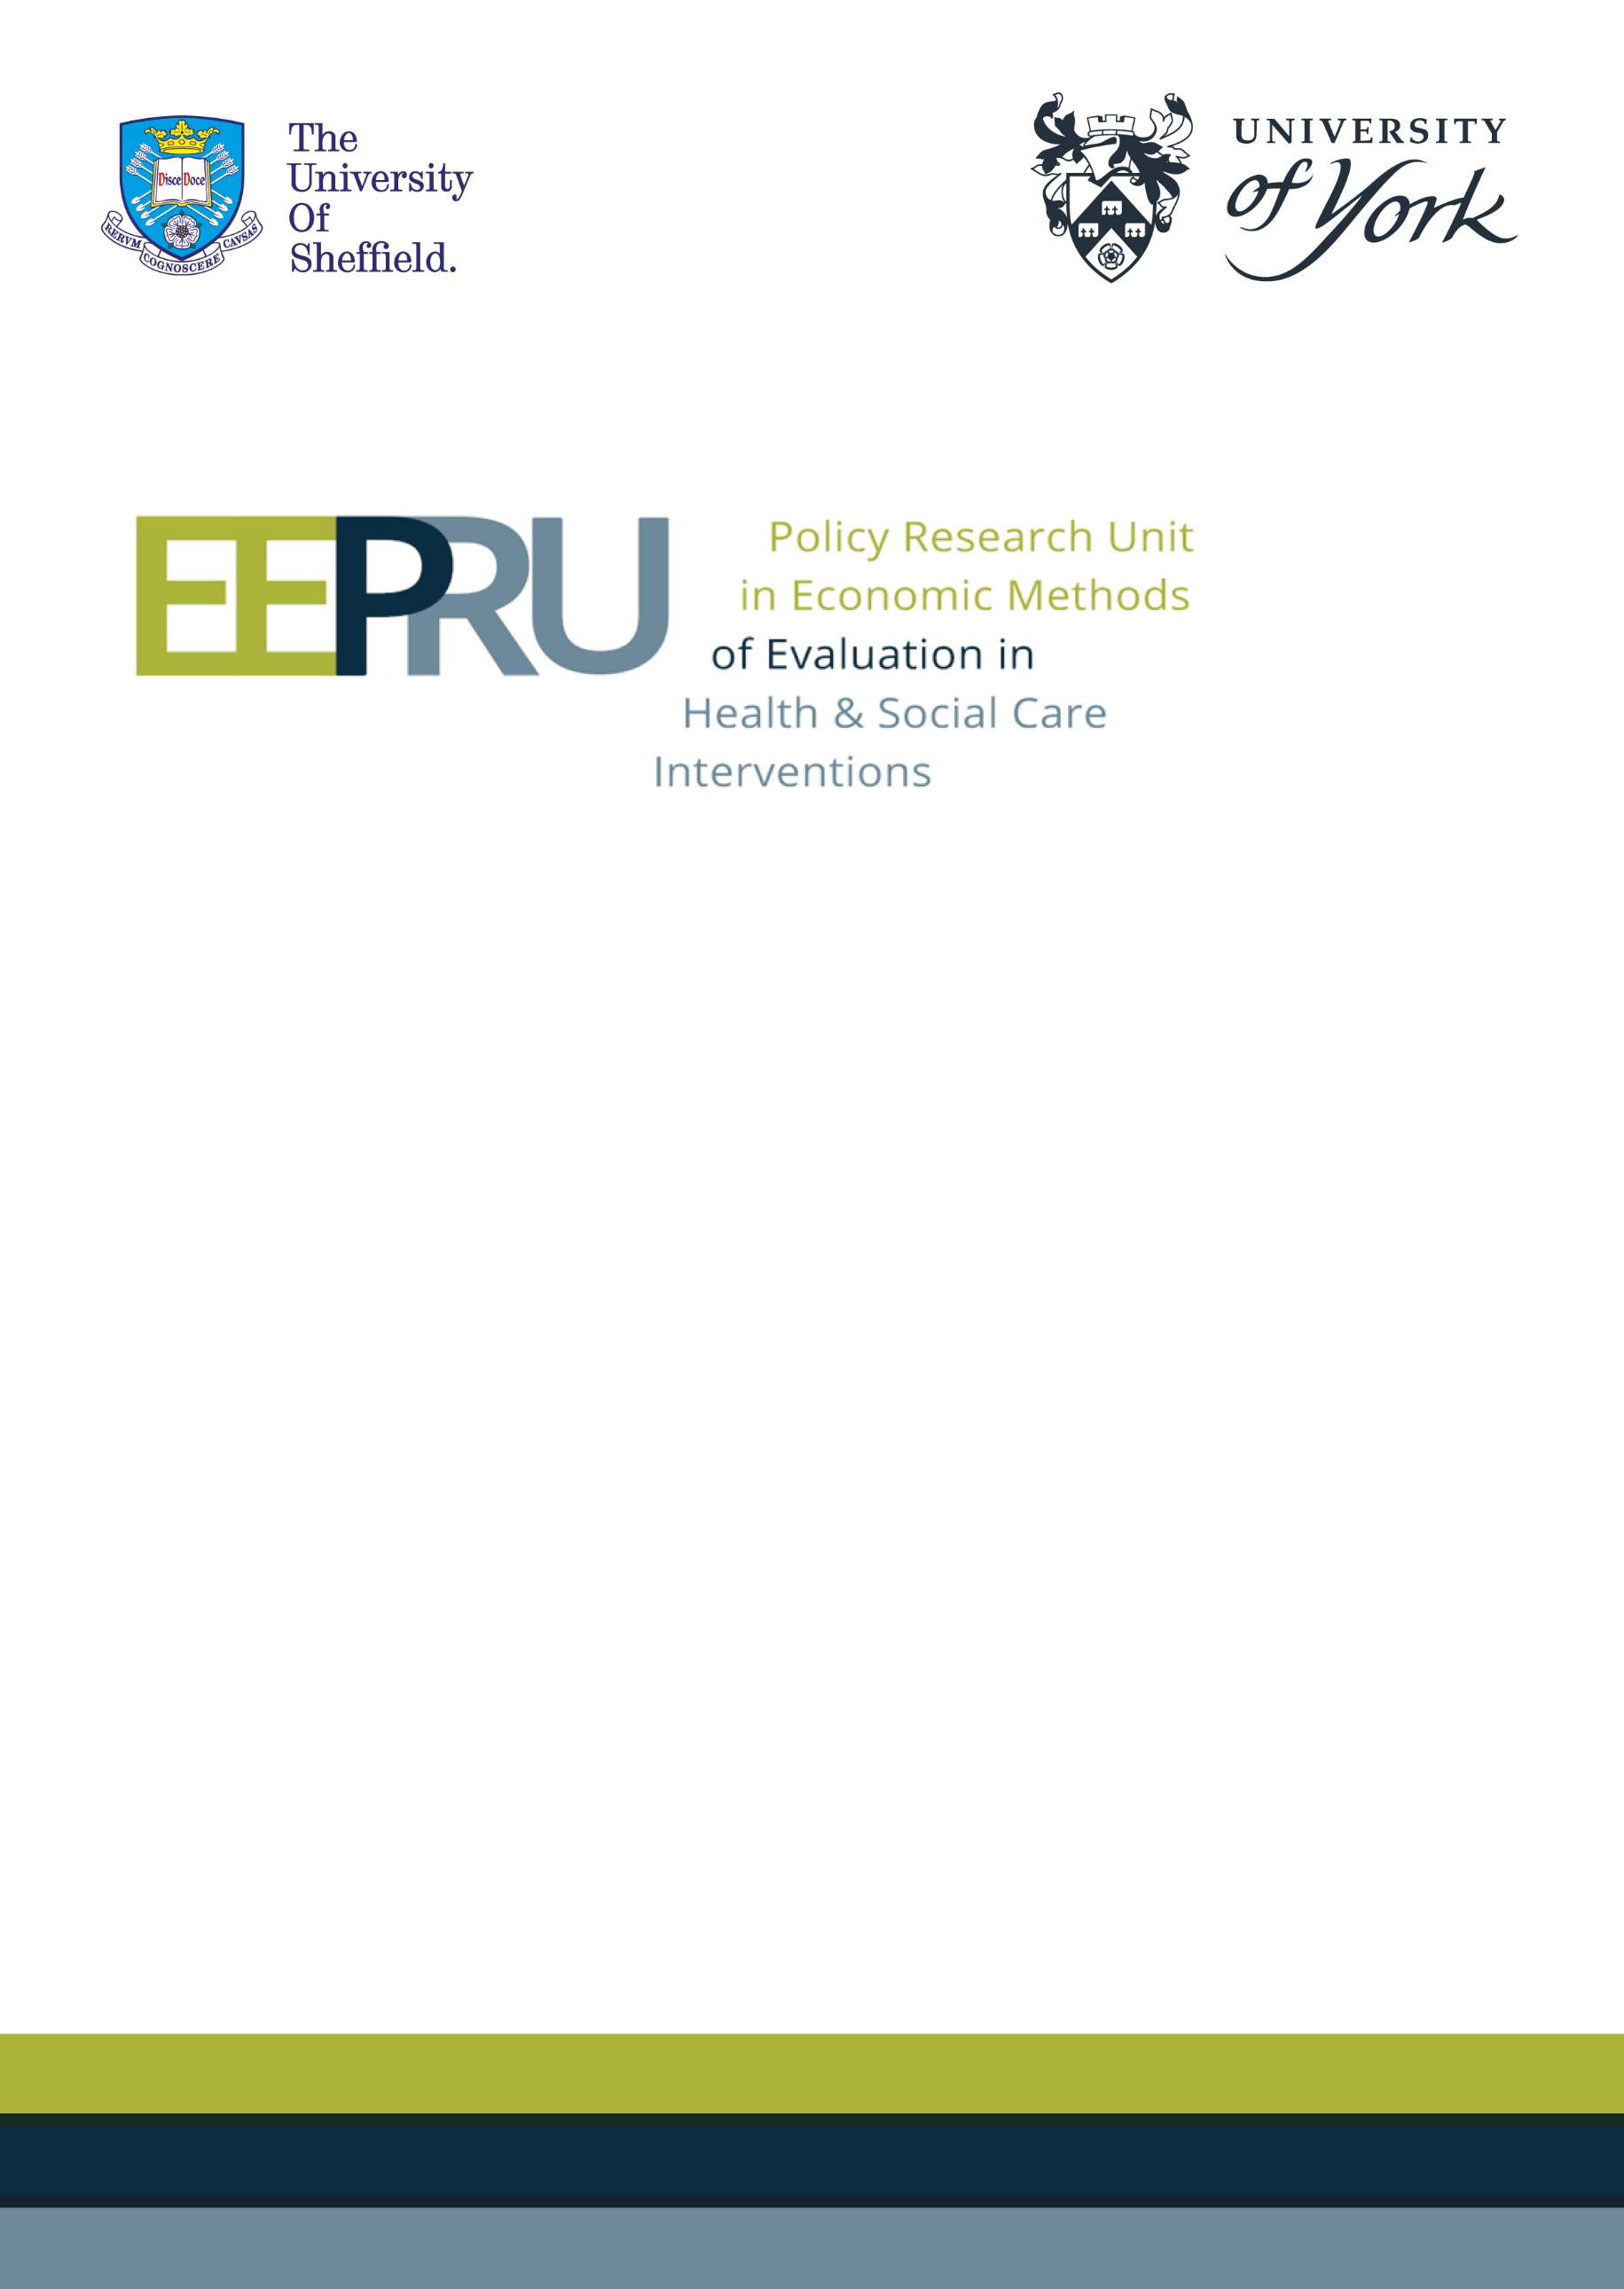 Disce Doce
RERVM
COGNOSCERE
CAVSAS
The
University
Of
Sheffield.
UNIVERSITY
of York
EEPRU
Policy Research Unit
in Economic Methods
of Evaluation in
Health & Social Care
Interventions